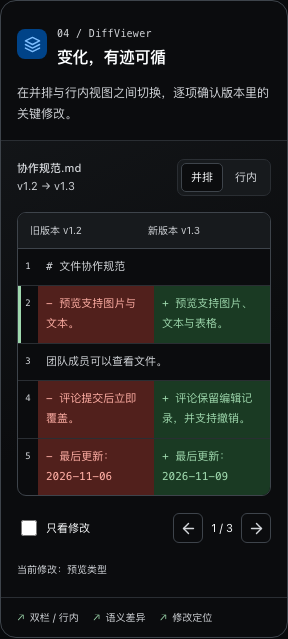 04 / DiffViewer
变化，有迹可循
在并排与行内视图之间切换，逐项确认版本里的
关键修改。
协作规范.md
v1.2 → v1.3
并排 行内
旧版本 v1.2 新版本 v1.3
1 # 文件协作规范
2 − 预览支持图片与 + 预览支持图片、
文本。 文本与表格。
3 团队成员可以查看文件。
4 − 评论提交后立即 + 评论保留编辑记
覆盖。 录，并支持撤销。
5 − 最后更新： + 最后更新：
2026-11-06 2026-11-09
只看修改 ← 1 / 3 →
当前修改：预览类型
↗ 双栏 / 行内 ↗ 语义差异 ↗ 修改定位